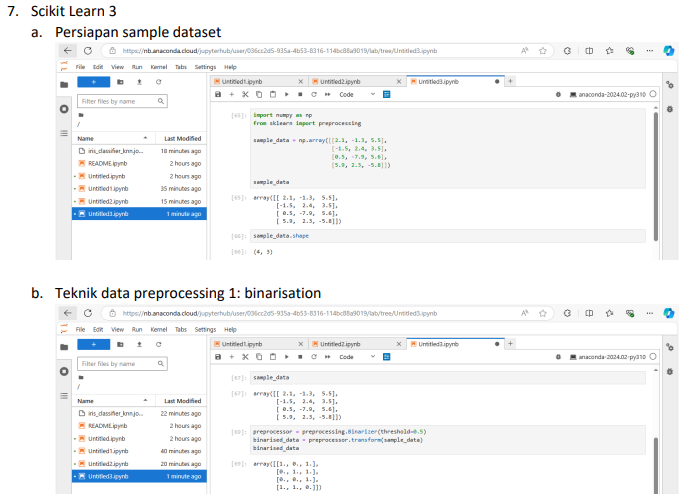 7. Scikit Learn 3
a. Persiapan sample dataset
https://nb.anaconda.cloud/jupyterhub/user/036cc2d5-935a-4b53-8316-114bc88a9019/lab/tree/Untitled3.ipynb
File Edit View Run Kernel Tabs Settings Help
Untitled1.ipynb
Untitled2.ipynb
Untitled3.ipynb
Code
anaconda-2024.02-py310
Filter files by name
/
Name Last Modified
iris_classifier_knn.jo... 18 minutes ago
README.ipynb 2 hours ago
Untitled.ipynb 2 hours ago
Untitled1.ipynb 35 minutes ago
Untitled2.ipynb 15 minutes ago
Untitled3.ipynb 1 minute ago
[65]: import numpy as np
from sklearn import preprocessing
sample_data = np.array([[2.1, -1.3, 5.5],
[-1.5, 2.4, 3.5],
[0.5, -7.9, 5.6],
[5.9, 2.3, -5.8]])
sample_data
[65]: array([[ 2.1, -1.3, 5.5],
[-1.5, 2.4, 3.5],
[ 0.5, -7.9, 5.6],
[ 5.9, 2.3, -5.8]])
[66]: sample_data.shape
[66]: (4, 3)
b. Teknik data preprocessing 1: binarisation
https://nb.anaconda.cloud/jupyterhub/user/036cc2d5-935a-4b53-8316-114bc88a9019/lab/tree/Untitled3.ipynb
File Edit View Run Kernel Tabs Settings Help
Untitled1.ipynb
Untitled2.ipynb
Untitled3.ipynb
Code
anaconda-2024.02-py310
Filter files by name
/
Name Last Modified
iris_classifier_knn.jo... 22 minutes ago
README.ipynb 2 hours ago
Untitled.ipynb 2 hours ago
Untitled1.ipynb 40 minutes ago
Untitled2.ipynb 20 minutes ago
Untitled3.ipynb 1 minute ago
[67]: sample_data
[67]: array([[ 2.1, -1.3, 5.5],
[-1.5, 2.4, 3.5],
[ 0.5, -7.9, 5.6],
[ 5.9, 2.3, -5.8]])
preprocessor = preprocessing.Binarizer(threshold=0.5)
binarised_data = preprocessor.transform(sample_data)
binarised_data
array([[1., 0., 1.],
[0., 1., 1.],
[0., 0., 1.],
[1., 1., 0.]])